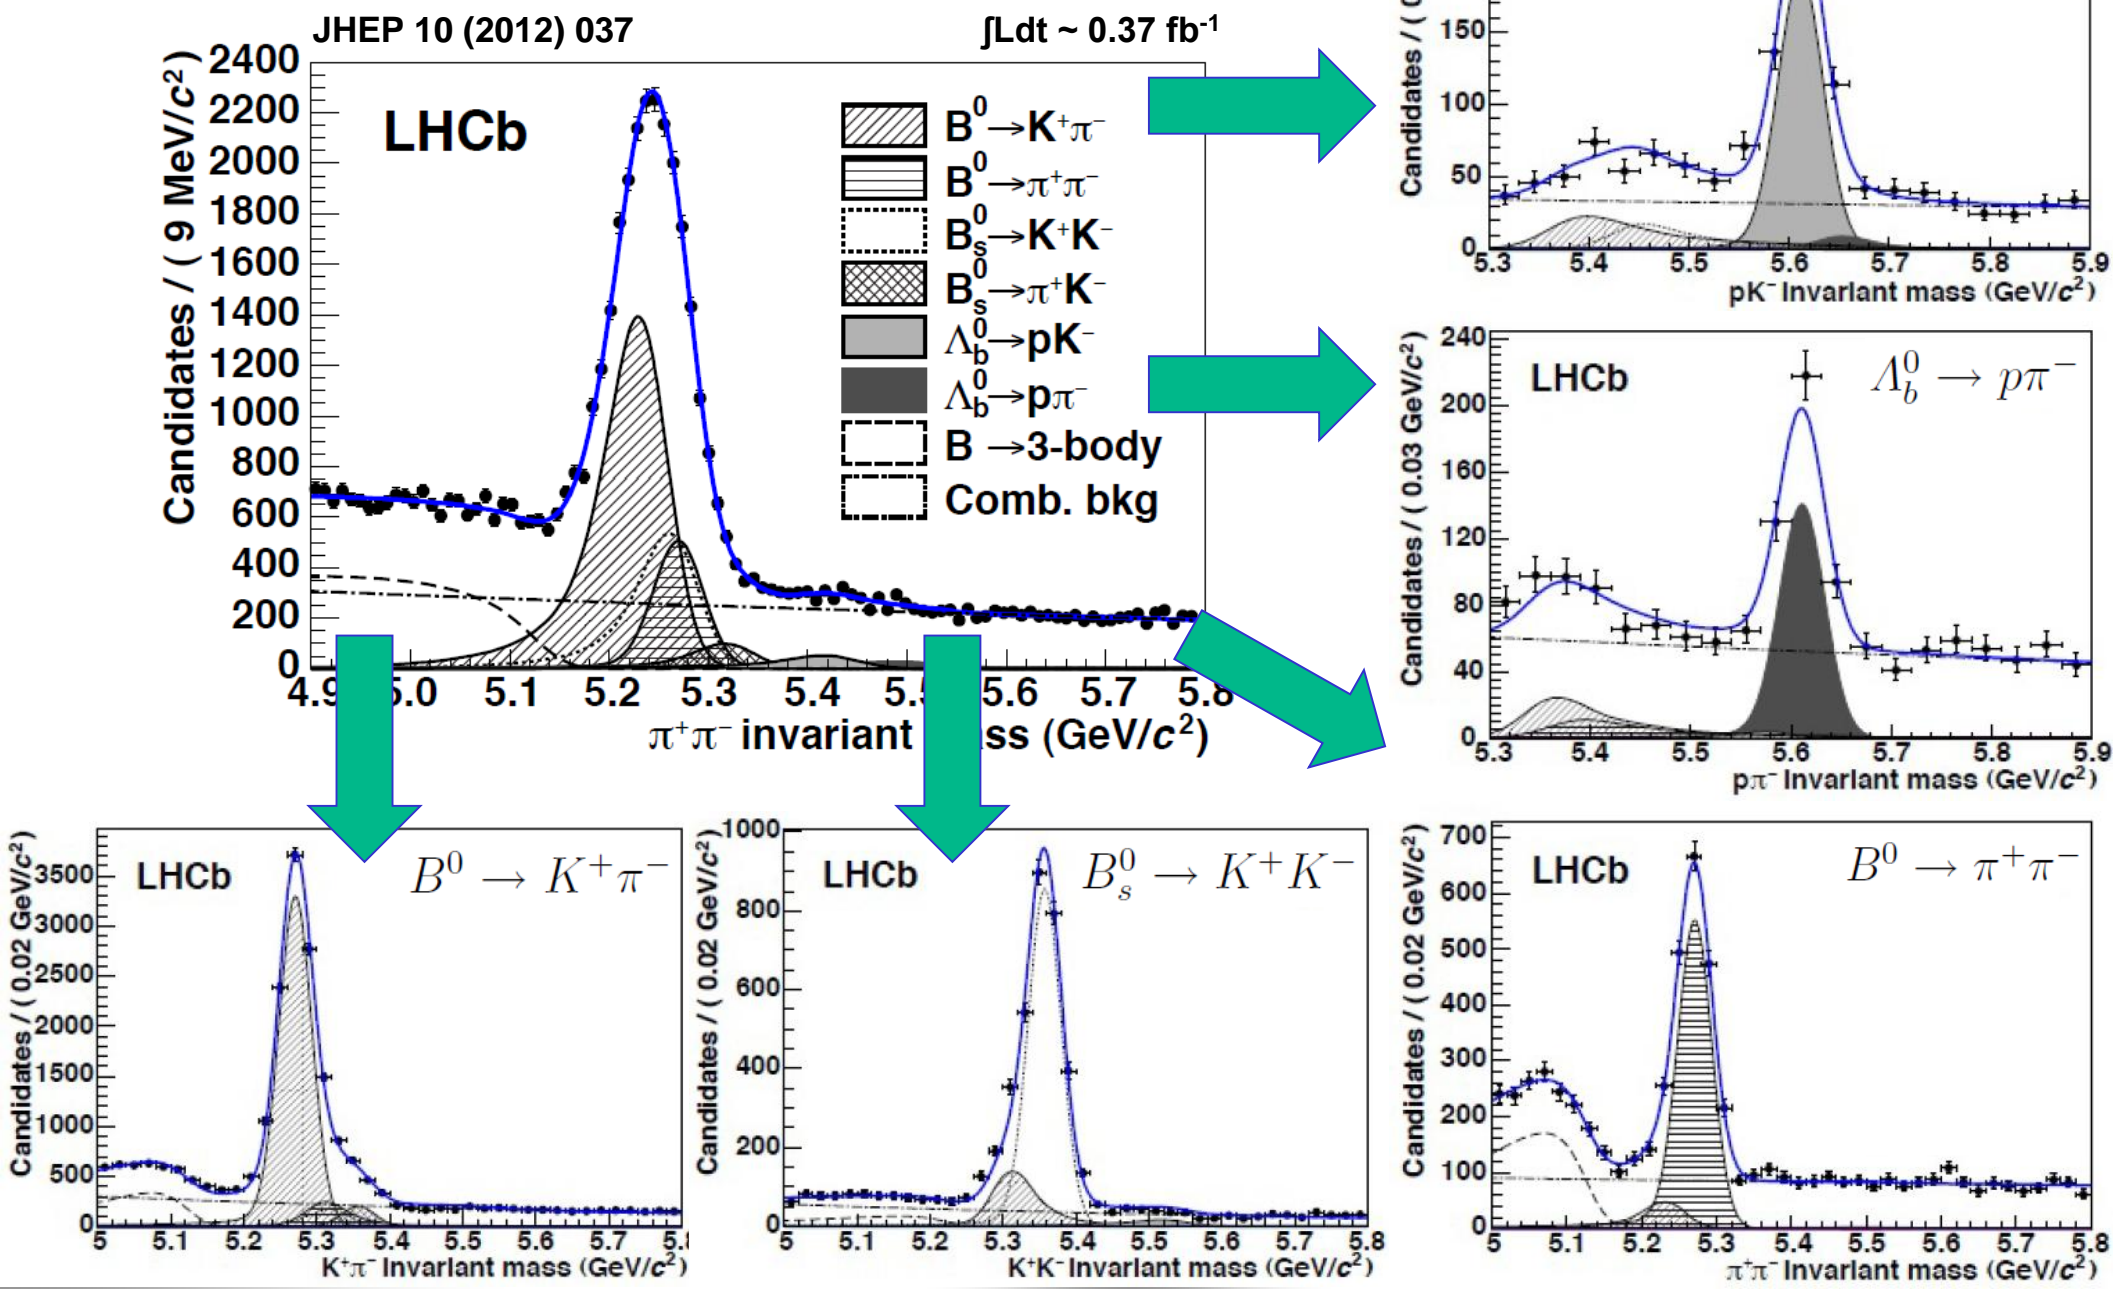 JHEP 10 (2012) 037
∫Ldt ~ 0.37 fb⁻¹
Candidates / ( 9 MeV/c²)
2400
2200
2000
1800
1600
1400
1200
1000
800
600
400
200
0
LHCb
B⁰→K⁺π⁻
B⁰→π⁺π⁻
B⁰ₛ→K⁺K⁻
B⁰ₛ→π⁺K⁻
Λ⁰_b→pK⁻
Λ⁰_b→pπ⁻
B →3-body
Comb. bkg
4.9 5.0 5.1 5.2 5.3 5.4 5.6 5.7 5.8
π⁺π⁻ invariant ss (GeV/c²)
Candidates / (
150
100
50
0
5.3 5.4 5.5 5.6 5.7 5.8 5.9
pK⁻ Invariant mass (GeV/c²)
Candidates / ( 0.03 GeV/c²)
240
200
160
120
80
40
0
LHCb
Λ⁰_b → pπ⁻
5.3 5.4 5.5 5.6 5.7 5.8 5.9
pπ⁻ Invariant mass (GeV/c²)
Candidates / ( 0.02 GeV/c²)
3500
3000
2500
2000
1500
1000
500
0
LHCb
B⁰ → K⁺π⁻
5 5.1 5.2 5.3 5.4 5.5 5.6 5.7 5.8
K⁺π⁻ Invariant mass (GeV/c²)
Candidates / ( 0.02 GeV/c²)
1000
800
600
400
200
0
LHCb
B⁰ₛ → K⁺K⁻
5 5.1 5.2 5.3 5.4 5.5 5.6 5.7 5.8
K⁺K⁻ Invariant mass (GeV/c²)
Candidates / ( 0.02 GeV/c²)
700
600
500
400
300
200
100
0
LHCb
B⁰ → π⁺π⁻
5 5.1 5.2 5.3 5.4 5.5 5.6 5.7 5.8
π⁺π⁻ Invariant mass (GeV/c²)